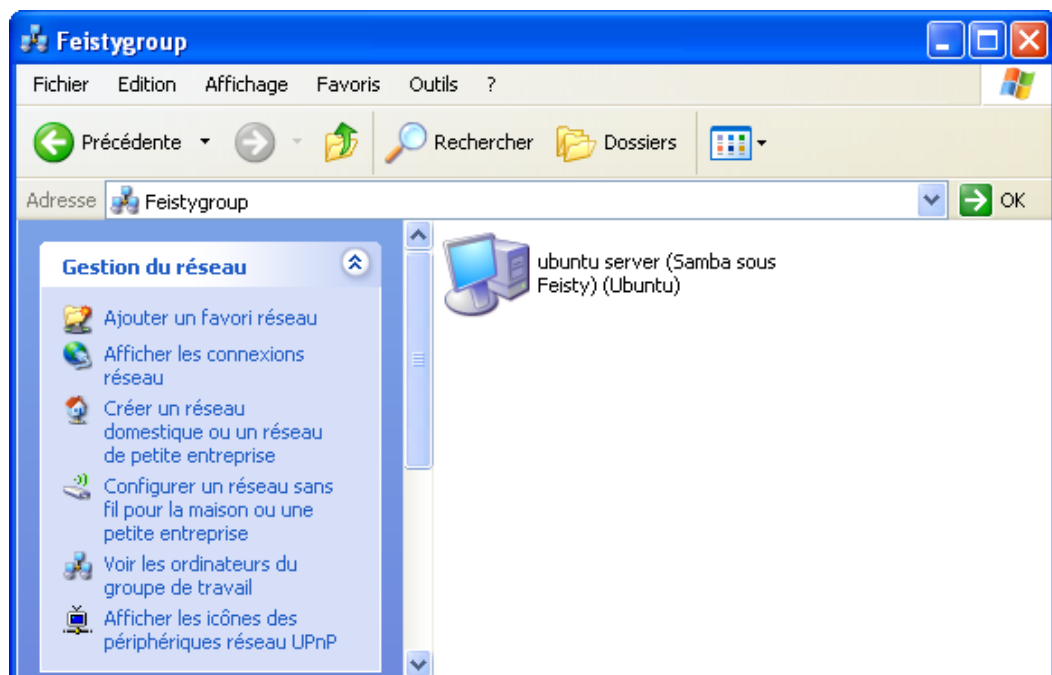 Feistygroup
Fichier Edition Affichage Favoris Outils ?
Précédente Rechercher Dossiers
Adresse Feistygroup OK
Gestion du réseau
Ajouter un favori réseau
Afficher les connexions
réseau
Créer un réseau
domestique ou un réseau
de petite entreprise
Configurer un réseau sans
fil pour la maison ou une
petite entreprise
Voir les ordinateurs du
groupe de travail
Afficher les icônes des
périphériques réseau UPnP
ubuntu server (Samba sous
Feisty) (Ubuntu)